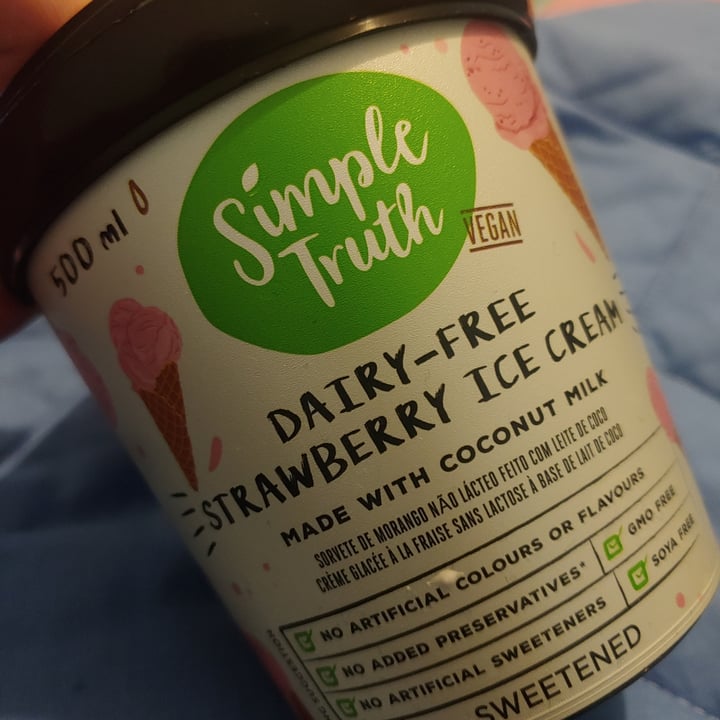 500 ml
Simple
Truth
VEGAN
DAIRY-FREE
STRAWBERRY ICE CREAM
MADE WITH COCONUT MILK
SORVETE DE MORANGO NÃO LÁCTEO FEITO COM LEITE DE COCO
CRÈME GLACÉE À LA FRAISE SANS LACTOSE À BASE DE LAIT DE COCO
NO ARTIFICIAL COLOURS OR FLAVOURS
NO ADDED PRESERVATIVES*
NO ARTIFICIAL SWEETENERS
GMO FREE
SOYA FREE
SWEETENED